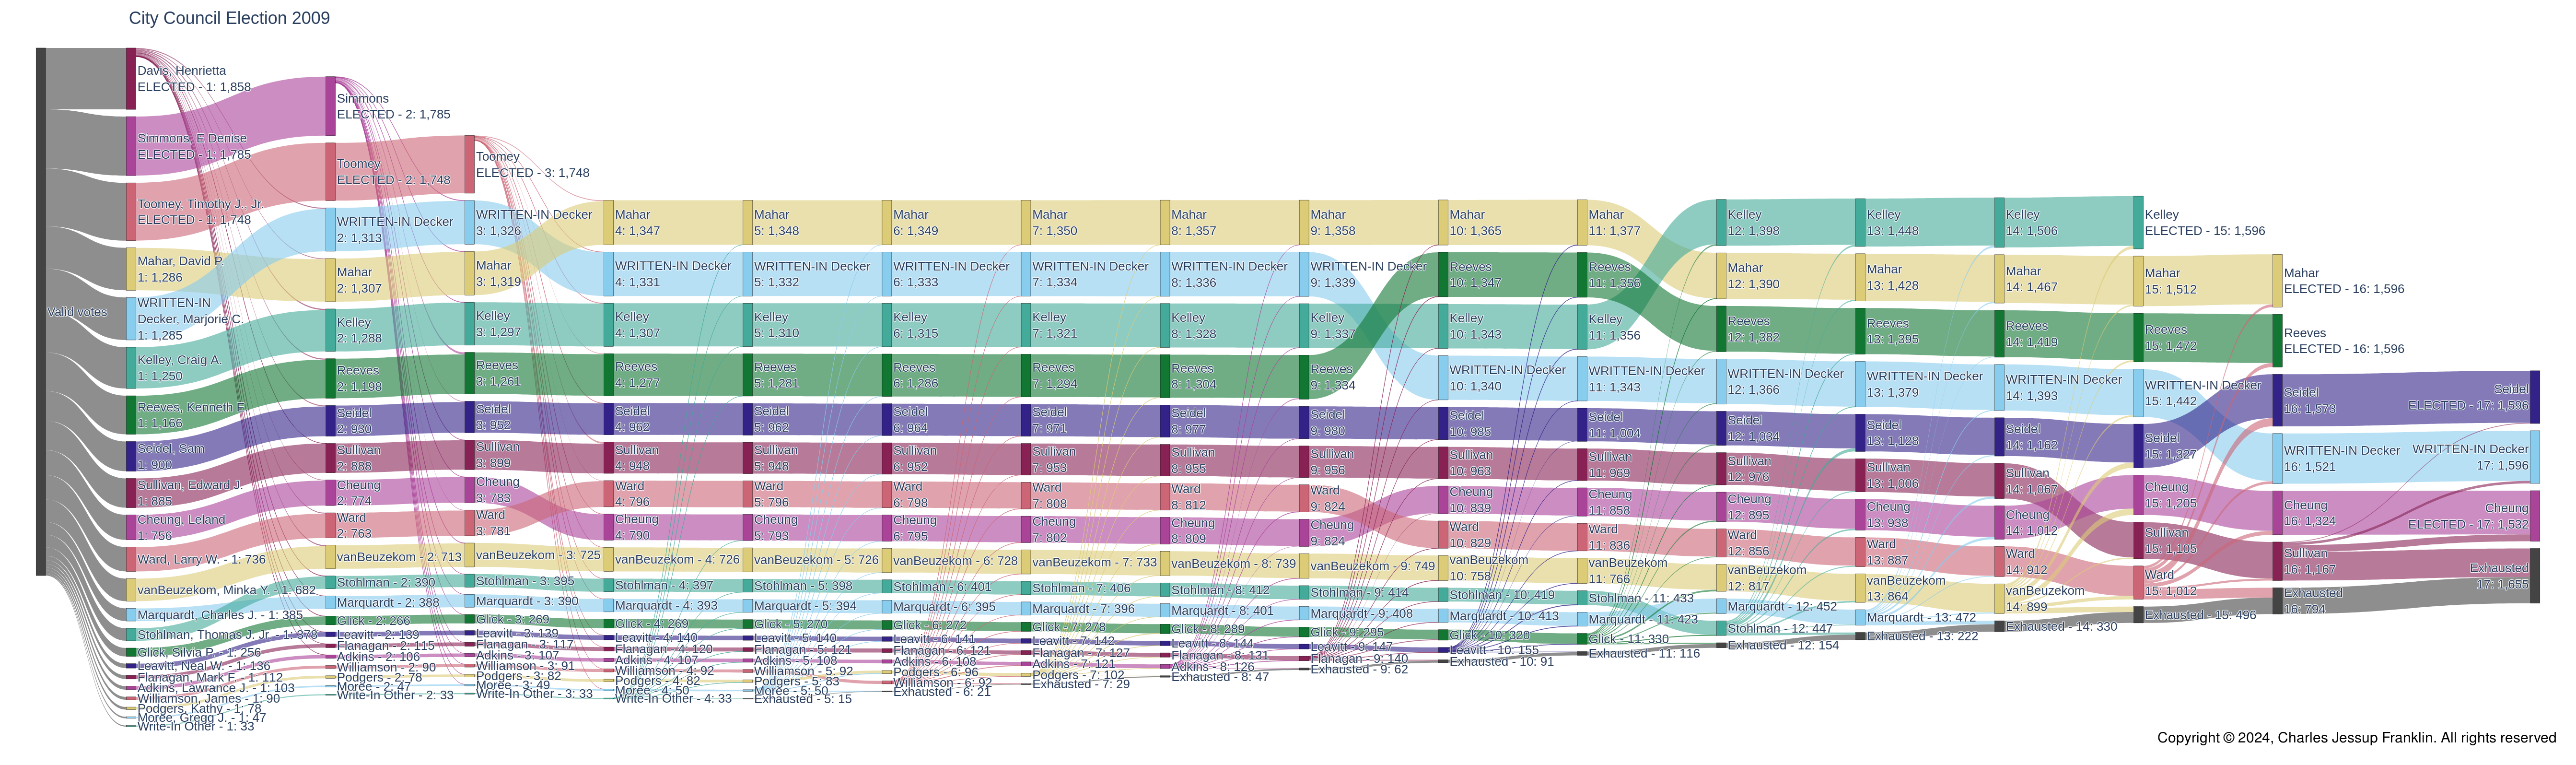 City Council Election 2009
Valid votes
Davis, Henrietta
ELECTED - 1: 1,858
Simmons, E Denise
ELECTED - 1: 1,785
Toomey, Timothy J., Jr.
ELECTED - 1: 1,748
Mahar, David P.
1: 1,286
WRITTEN-IN
Decker, Marjorie C.
1: 1,285
Kelley, Craig A.
1: 1,250
Reeves, Kenneth E.
1: 1,166
Seidel, Sam
1: 900
Sullivan, Edward J.
1: 885
Cheung, Leland
1: 756
Ward, Larry W. - 1: 736
vanBeuzekom, Minka Y. - 1: 682
Marquardt, Charles J. - 1: 385
Stohlman, Thomas J. Jr - 1: 378
Glick, Silvia P. - 1: 256
Leavitt, Neal W. - 1: 136
Flanagan, Mark F. - 1: 112
Adkins, Lawrance J. - 1: 103
Williamson, James - 1: 90
Podgers, Kathy - 1: 78
Moree, Gregg J. - 1: 47
Write-In Other - 1: 33
Simmons
ELECTED - 2: 1,785
Toomey
ELECTED - 2: 1,748
WRITTEN-IN Decker
2: 1,313
Mahar
2: 1,307
Kelley
2: 1,288
Reeves
2: 1,198
Seidel
2: 930
Sullivan
2: 888
Cheung
2: 774
Ward
2: 763
vanBeuzekom - 2: 713
Stohlman - 2: 390
Marquardt - 2: 388
Glick - 2: 266
Leavitt - 2: 139
Flanagan - 2: 115
Adkins - 2: 106
Williamson - 2: 90
Podgers - 2: 78
Moree - 2: 47
Write-In Other - 2: 33
Toomey
ELECTED - 3: 1,748
WRITTEN-IN Decker
3: 1,326
Mahar
3: 1,319
Kelley
3: 1,297
Reeves
3: 1,261
Seidel
3: 952
Sullivan
3: 899
Cheung
3: 783
Ward
3: 781
vanBeuzekom - 3: 725
Stohlman - 3: 395
Marquardt - 3: 390
Glick - 3: 269
Leavitt - 3: 139
Flanagan - 3: 117
Adkins - 3: 107
Williamson - 3: 91
Podgers - 3: 82
Moree - 3: 49
Write-In Other - 3: 33
Mahar
4: 1,347
WRITTEN-IN Decker
4: 1,331
Kelley
4: 1,307
Reeves
4: 1,277
Seidel
4: 962
Sullivan
4: 948
Ward
4: 796
Cheung
4: 790
vanBeuzekom - 4: 726
Stohlman - 4: 397
Marquardt - 4: 393
Glick - 4: 269
Leavitt - 4: 140
Flanagan - 4: 120
Adkins - 4: 107
Williamson - 4: 92
Podgers - 4: 82
Moree - 4: 50
Write-In Other - 4: 33
Mahar
5: 1,348
WRITTEN-IN Decker
5: 1,332
Kelley
5: 1,310
Reeves
5: 1,281
Seidel
5: 962
Sullivan
5: 948
Ward
5: 796
Cheung
5: 793
vanBeuzekom - 5: 726
Stohlman - 5: 398
Marquardt - 5: 394
Glick - 5: 270
Leavitt - 5: 140
Flanagan - 5: 121
Adkins - 5: 108
Williamson - 5: 92
Podgers - 5: 83
Moree - 5: 50
Exhausted - 5: 15
Mahar
6: 1,349
WRITTEN-IN Decker
6: 1,333
Kelley
6: 1,315
Reeves
6: 1,286
Seidel
6: 964
Sullivan
6: 952
Ward
6: 798
Cheung
6: 795
vanBeuzekom - 6: 728
Stohlman - 6: 401
Marquardt - 6: 395
Glick - 6: 272
Leavitt - 6: 141
Flanagan - 6: 121
Adkins - 6: 108
Podgers - 6: 96
Williamson - 6: 92
Exhausted - 6: 21
Mahar
7: 1,350
WRITTEN-IN Decker
7: 1,334
Kelley
7: 1,321
Reeves
7: 1,294
Seidel
7: 971
Sullivan
7: 953
Ward
7: 808
Cheung
7: 802
vanBeuzekom - 7: 733
Stohlman - 7: 406
Marquardt - 7: 396
Glick - 7: 278
Leavitt - 7: 142
Flanagan - 7: 127
Adkins - 7: 121
Podgers - 7: 102
Exhausted - 7: 29
Mahar
8: 1,357
WRITTEN-IN Decker
8: 1,336
Kelley
8: 1,328
Reeves
8: 1,304
Seidel
8: 977
Sullivan
8: 955
Ward
8: 812
Cheung
8: 809
vanBeuzekom - 8: 739
Stohlman - 8: 412
Marquardt - 8: 401
Glick - 8: 289
Leavitt - 8: 144
Flanagan - 8: 131
Adkins - 8: 126
Exhausted - 8: 47
Mahar
9: 1,358
WRITTEN-IN Decker
9: 1,339
Kelley
9: 1,337
Reeves
9: 1,334
Seidel
9: 980
Sullivan
9: 956
Ward
9: 824
Cheung
9: 824
vanBeuzekom - 9: 749
Stohlman - 9: 414
Marquardt - 9: 408
Glick - 9: 295
Leavitt - 9: 147
Flanagan - 9: 140
Exhausted - 9: 62
Mahar
10: 1,365
Reeves
10: 1,347
Kelley
10: 1,343
WRITTEN-IN Decker
10: 1,340
Seidel
10: 985
Sullivan
10: 963
Cheung
10: 839
Ward
10: 829
vanBeuzekom
10: 758
Stohlman - 10: 419
Marquardt - 10: 413
Glick - 10: 320
Leavitt - 10: 155
Exhausted - 10: 91
Mahar
11: 1,377
Reeves
11: 1,356
Kelley
11: 1,356
WRITTEN-IN Decker
11: 1,343
Seidel
11: 1,004
Sullivan
11: 969
Cheung
11: 858
Ward
11: 836
vanBeuzekom
11: 766
Stohlman - 11: 433
Marquardt - 11: 423
Glick - 11: 330
Exhausted - 11: 116
Kelley
12: 1,398
Mahar
12: 1,390
Reeves
12: 1,382
WRITTEN-IN Decker
12: 1,366
Seidel
12: 1,034
Sullivan
12: 976
Cheung
12: 895
Ward
12: 856
vanBeuzekom
12: 817
Marquardt - 12: 452
Stohlman - 12: 447
Exhausted - 12: 154
Kelley
13: 1,448
Mahar
13: 1,428
Reeves
13: 1,395
WRITTEN-IN Decker
13: 1,379
Seidel
13: 1,128
Sullivan
13: 1,006
Cheung
13: 938
Ward
13: 887
vanBeuzekom
13: 864
Marquardt - 13: 472
Exhausted - 13: 222
Kelley
14: 1,506
Mahar
14: 1,467
Reeves
14: 1,419
WRITTEN-IN Decker
14: 1,393
Seidel
14: 1,162
Sullivan
14: 1,067
Cheung
14: 1,012
Ward
14: 912
vanBeuzekom
14: 899
Exhausted - 14: 330
Kelley
ELECTED - 15: 1,596
Mahar
15: 1,512
Reeves
15: 1,472
WRITTEN-IN Decker
15: 1,442
Seidel
15: 1,327
Cheung
15: 1,205
Sullivan
15: 1,105
Ward
15: 1,012
Exhausted - 15: 496
Mahar
ELECTED - 16: 1,596
Reeves
ELECTED - 16: 1,596
Seidel
16: 1,573
WRITTEN-IN Decker
16: 1,521
Cheung
16: 1,324
Sullivan
16: 1,167
Exhausted
16: 794
Seidel
ELECTED - 17: 1,596
WRITTEN-IN Decker
17: 1,596
Cheung
ELECTED - 17: 1,532
Exhausted
17: 1,655
Copyright © 2024, Charles Jessup Franklin. All rights reserved